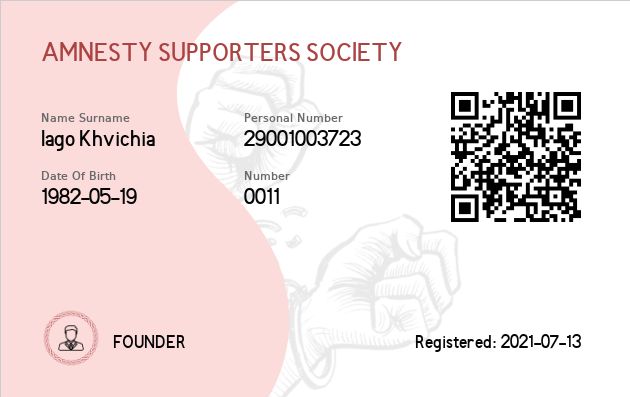 AMNESTY SUPPORTERS SOCIETY
Name Surname
Iago Khvichia
Personal Number
29001003723
Date Of Birth
1982-05-19
Number
0011
FOUNDER
Registered: 2021-07-13